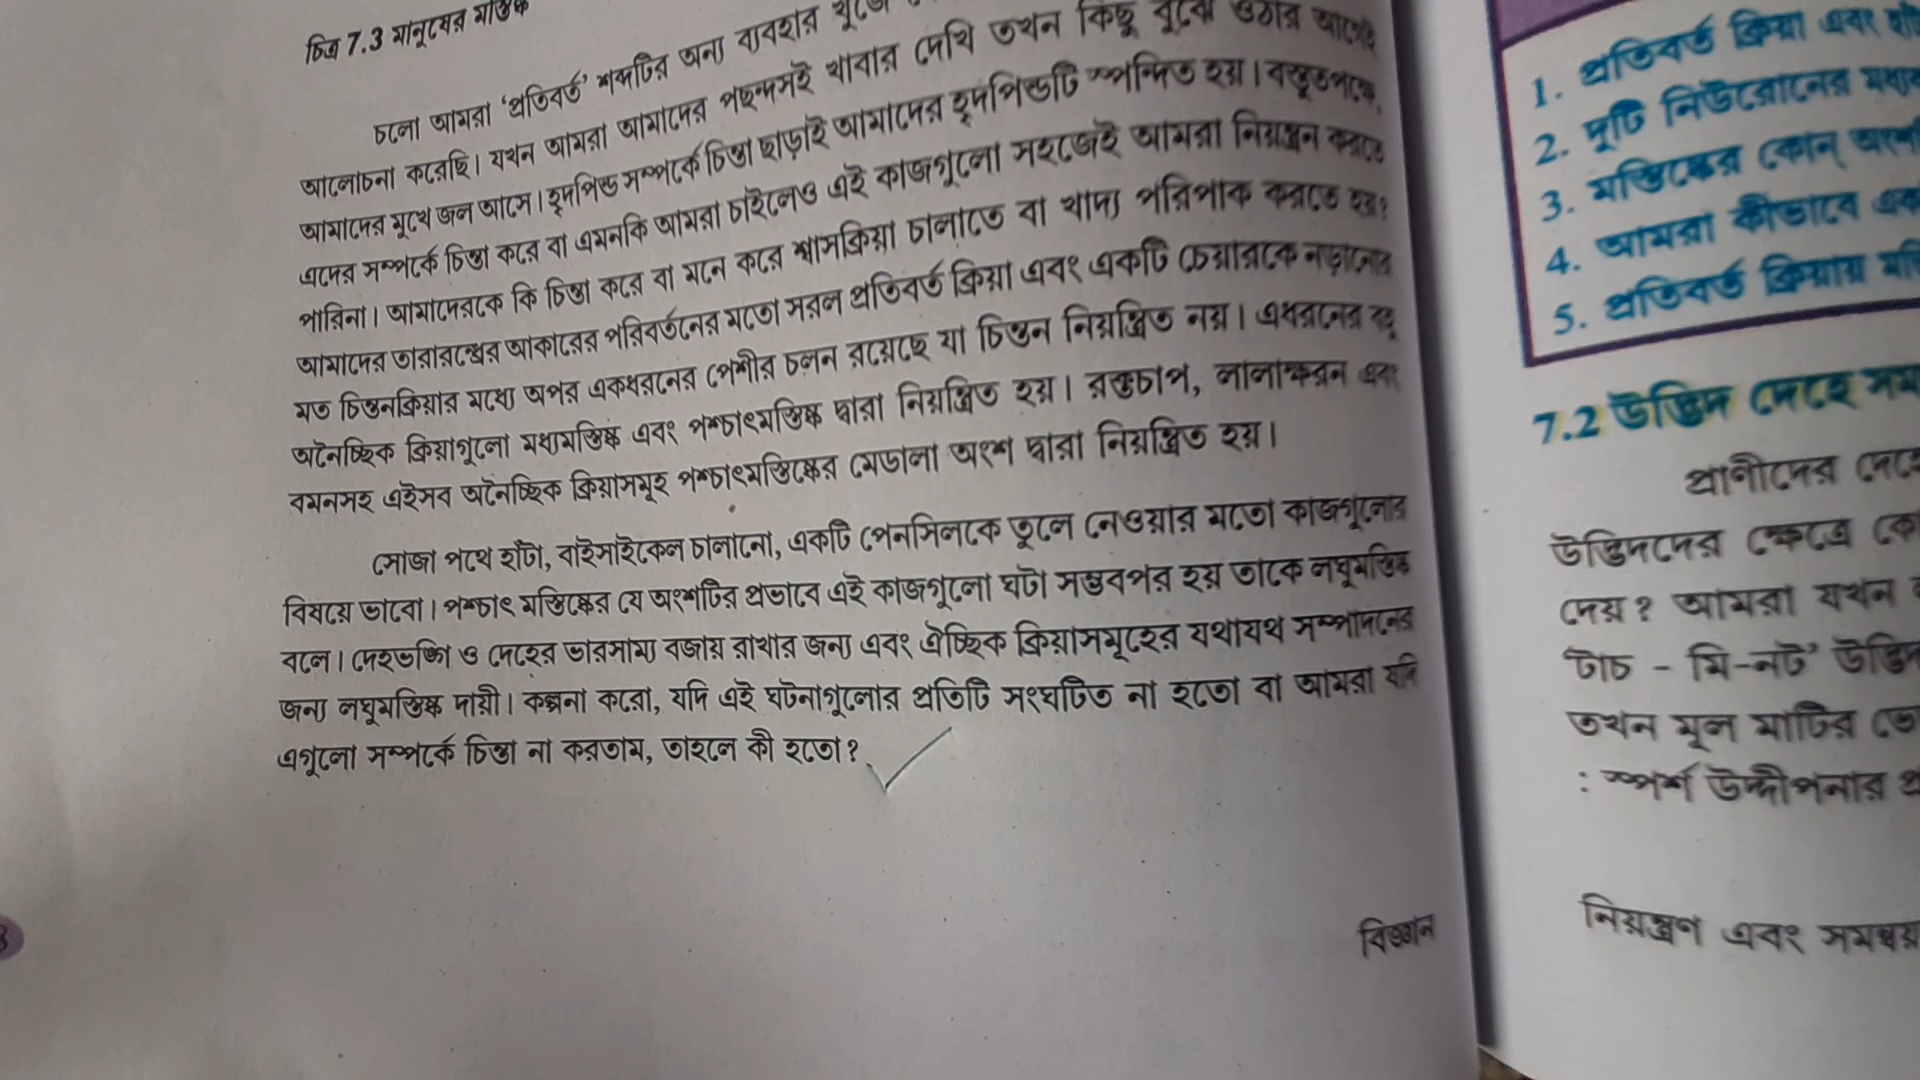 চিত্র 7.3 মানুষের মস্তিষ্ক
চলো আমরা ‘প্রতিবর্ত’ শব্দটির অন্য ব্যবহার
আলোচনা করেছি। যখন আমরা আমাদের পছন্দসই খাবার দেখি তখন কিছু বুঝে ওঠার আগেই
আমাদের মুখে জল আসে। হৃদপিন্ড সম্পর্কে চিন্তা ছাড়াই আমাদের হৃদপিন্ডটি স্পন্দিত হয়। বস্তুতপক্ষে,
এদের সম্পর্কে চিন্তা করে বা এমনকি আমরা চাইলেও এই কাজগুলো সহজেই আমরা নিয়ন্ত্রন করতে
পারিনা। আমাদেরকে কি চিন্তা করে বা মনে করে শ্বাসক্রিয়া চালাতে বা খাদ্য পরিপাক করতে হয়?
আমাদের তারারন্ধ্রের আকারের পরিবর্তনের মতো সরল প্রতিবর্ত ক্রিয়া এবং একটি চেয়ারকে নড়ানোর
মত চিন্তনক্রিয়ার মধ্যে অপর একধরনের পেশীর চলন রয়েছে যা চিন্তন নিয়ন্ত্রিত নয়। এধরনের বহু
অনৈচ্ছিক ক্রিয়াগুলো মধ্যমস্তিষ্ক এবং পশ্চাৎমস্তিষ্ক দ্বারা নিয়ন্ত্রিত হয়। রক্তচাপ, লালাক্ষরন এবং
বমনসহ এইসব অনৈচ্ছিক ক্রিয়াসমূহ পশ্চাৎমস্তিষ্কের মেডালা অংশ দ্বারা নিয়ন্ত্রিত হয়।
সোজা পথে হাঁটা, বাইসাইকেল চালানো, একটি পেনসিলকে তুলে নেওয়ার মতো কাজগুলোর
বিষয়ে ভাবো। পশ্চাৎ মস্তিষ্কের যে অংশটির প্রভাবে এই কাজগুলো ঘটা সম্ভবপর হয় তাকে লঘুমস্তিষ্ক
বলে। দেহভঙ্গি ও দেহের ভারসাম্য বজায় রাখার জন্য এবং ঐচ্ছিক ক্রিয়াসমূহের যথাযথ সম্পাদনের
জন্য লঘুমস্তিষ্ক দায়ী। কল্পনা করো, যদি এই ঘটনাগুলোর প্রতিটি সংঘটিত না হতো বা আমরা যদি
এগুলো সম্পর্কে চিন্তা না করতাম, তাহলে কী হতো?
বিজ্ঞান
1. প্রতিবর্ত ক্রিয়া এবং
2. দুটি নিউরোনের
3. মস্তিষ্কের কোন্
4. আমরা কীভাবে
5. প্রতিবর্ত ক্রিয়ায়
7.2 উদ্ভিদ দেহে
প্রাণীদের
উদ্ভিদদের ক্ষেত্রে
দেয়? আমরা যখন
টাচ - মি-নট’
তখন মূল মাটির
: স্পর্শ উদ্দীপনার
নিয়ন্ত্রণ এবং সমন্বয়